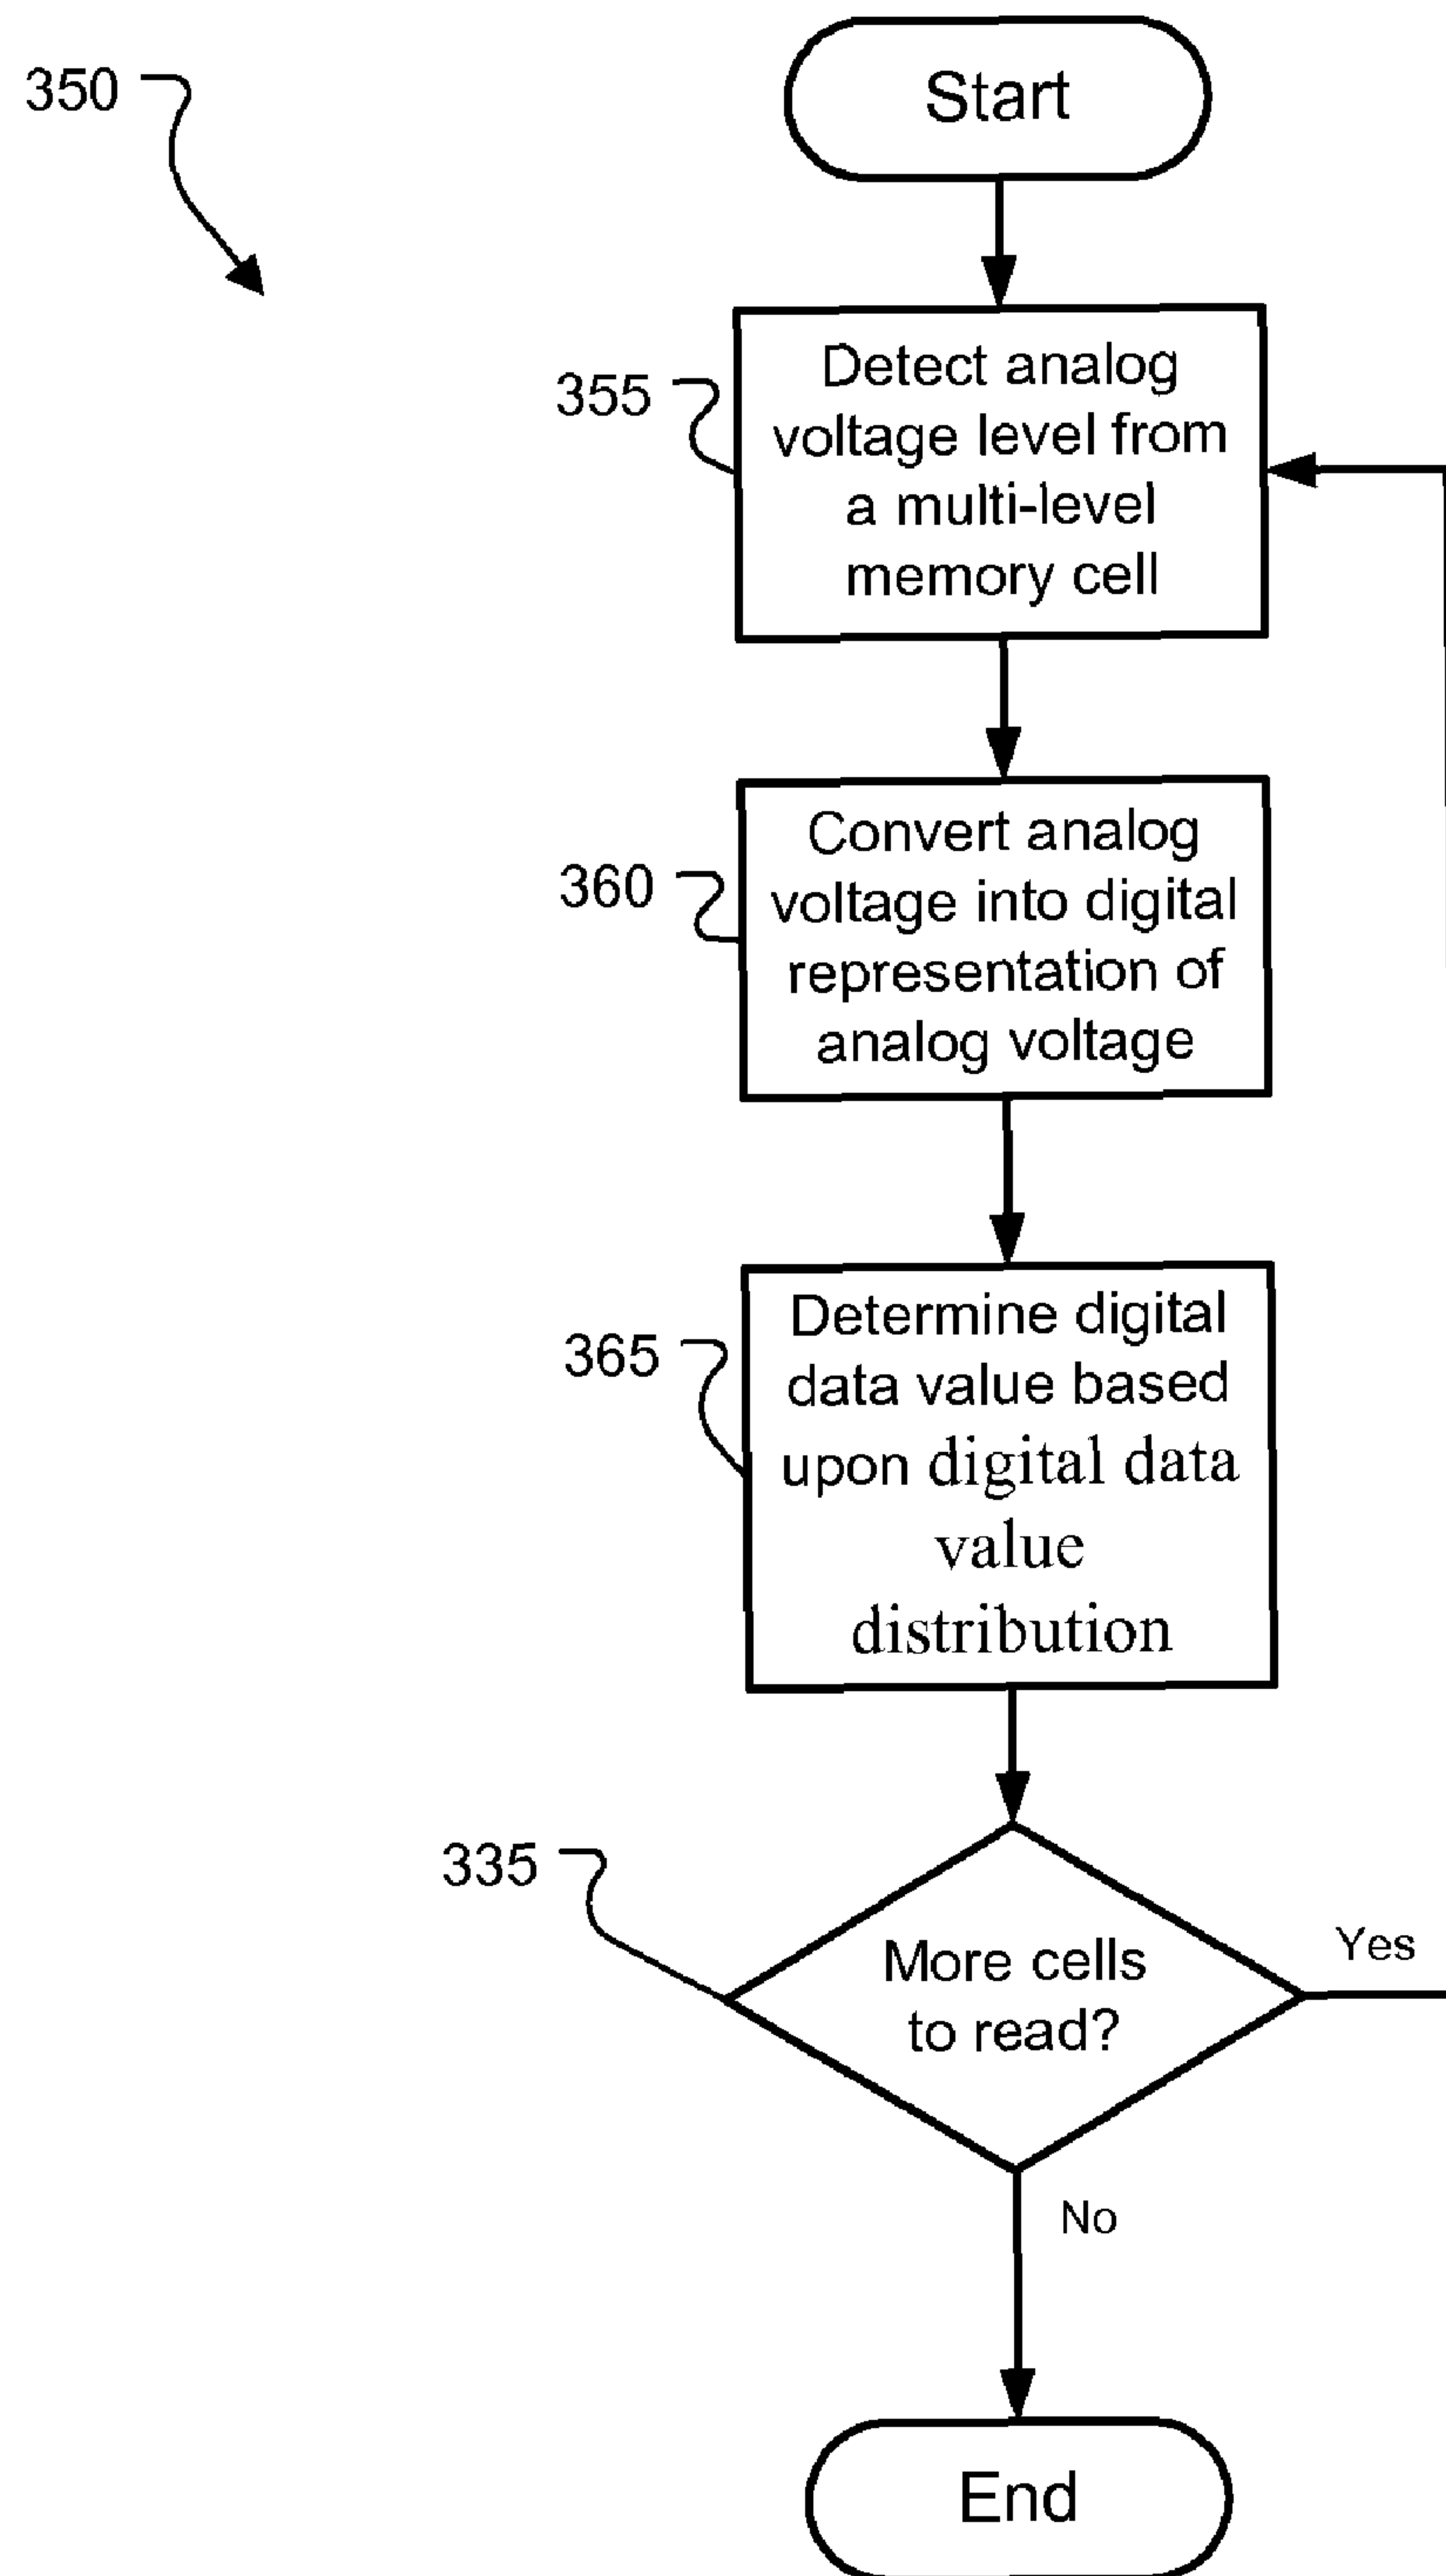 350
Start
355
Detect analog
voltage level from
a multi-level
memory cell
360
Convert analog
voltage into digital
representation of
analog voltage
365
Determine digital
data value based
upon digital data
value
distribution
335
More cells
to read?
Yes
No
End